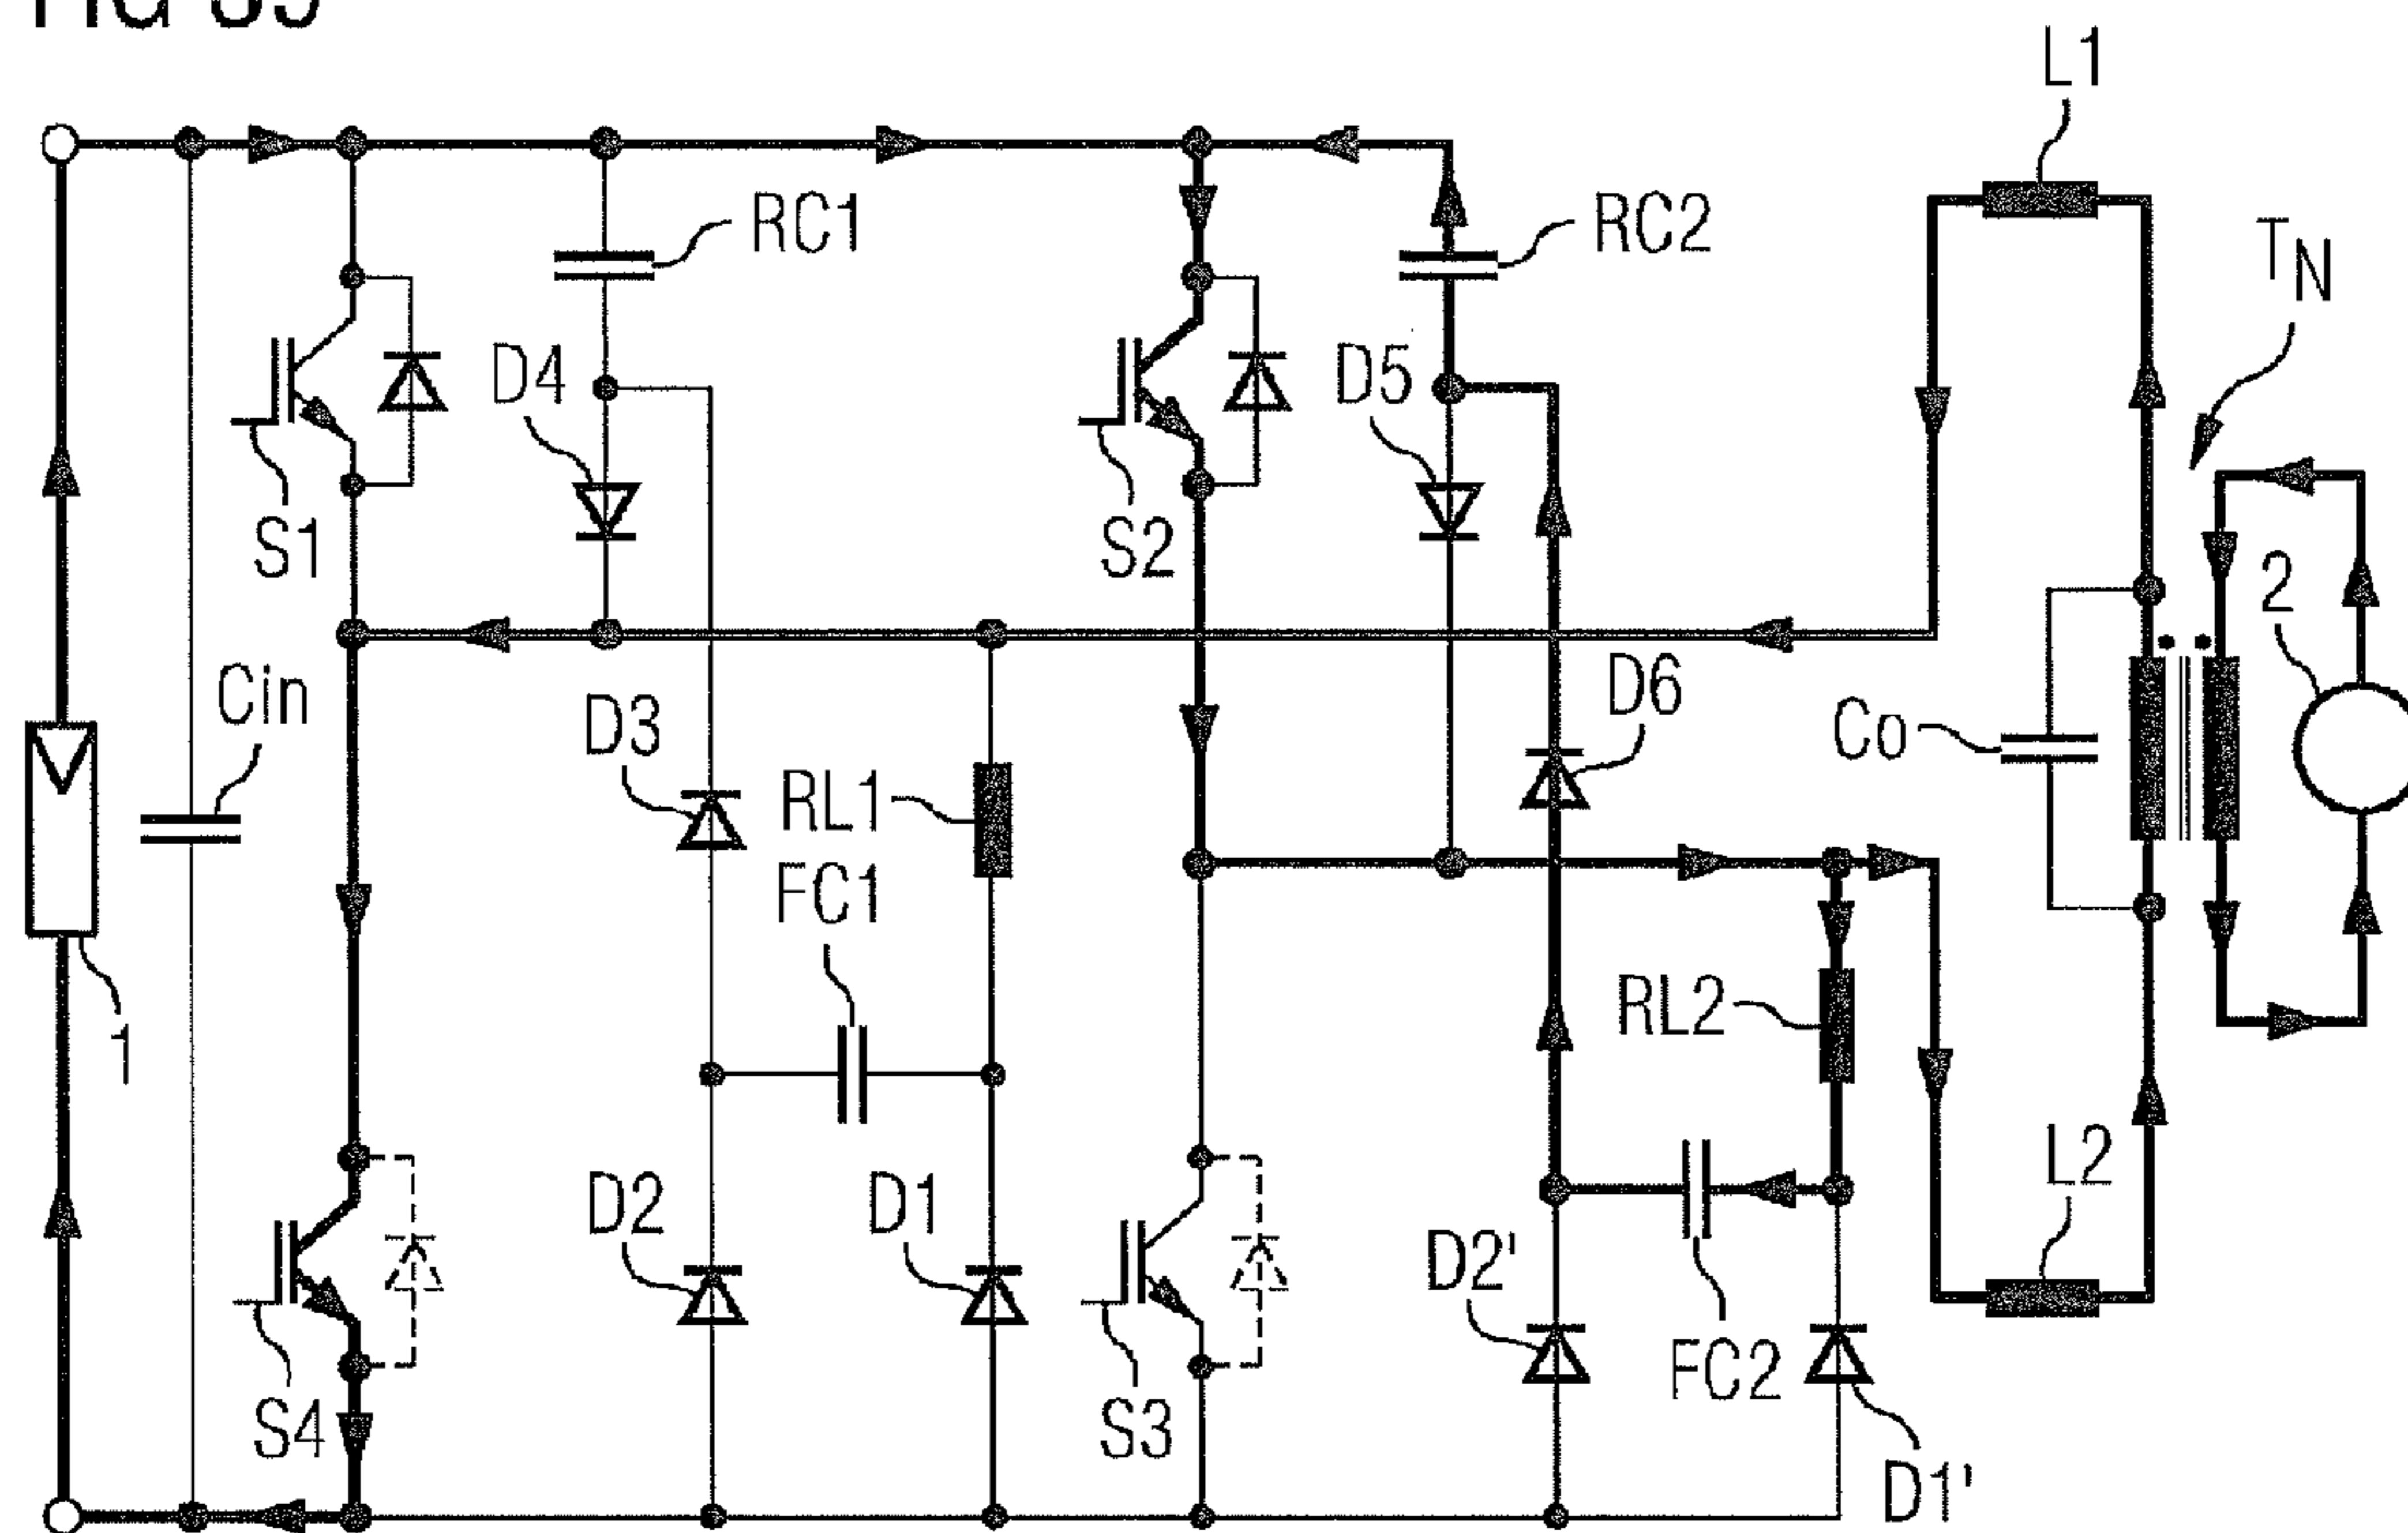 L1
RC1
RC2
T N
D4
D5
S1
S2
2
Cin
D3
D6
Co
RL1
FC1
RL2
1
L2
D2
D1
D2'
FC2
S4
S3
D1'